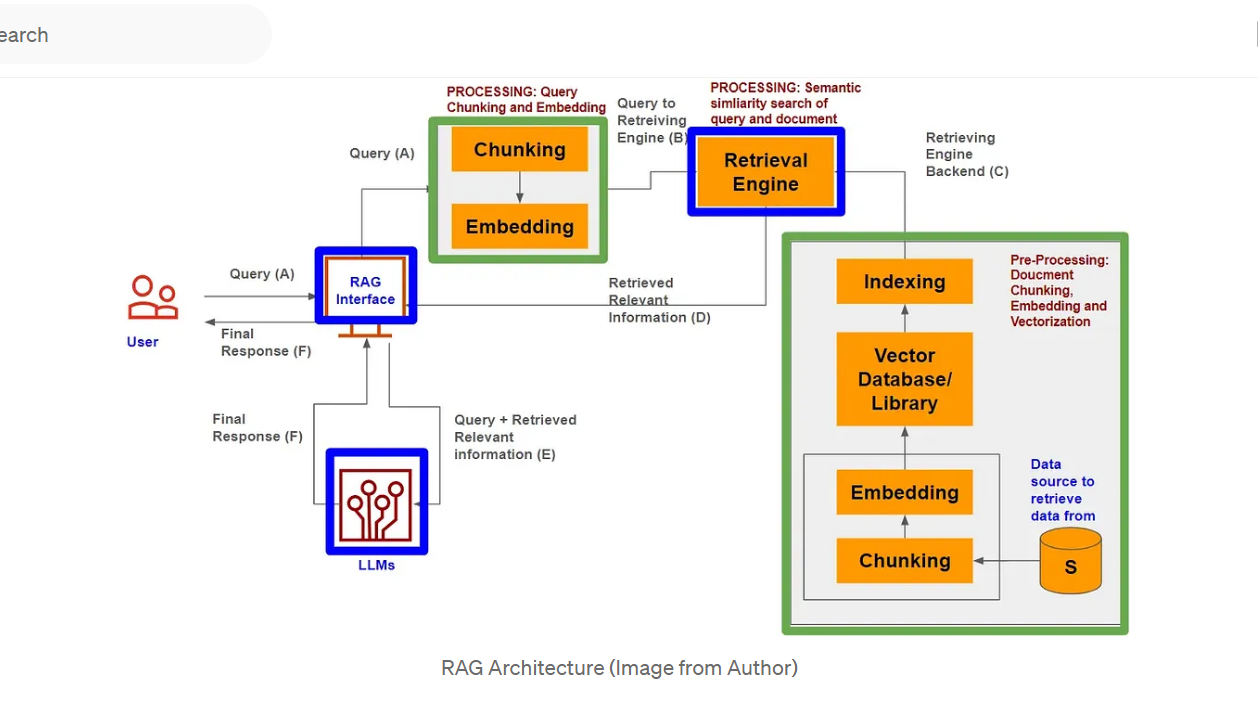 earch
PROCESSING: Query
Chunking and Embedding
PROCESSING: Semantic
simliarity search of
query and document
Query to
Retreiving
Engine (B)
Query (A)
Chunking
Embedding
Retrieval
Engine
Retrieving
Engine
Backend (C)
Query (A)
RAG
Interface
User
Final
Response (F)
Retrieved
Relevant
Information (D)
Indexing
Pre-Processing:
Doucment
Chunking,
Embedding and
Vectorization
Vector
Database/
Library
Final
Response (F)
Query + Retrieved
Relevant
information (E)
LLMs
Embedding
Chunking
Data
source to
retrieve
data from
S
RAG Architecture (Image from Author)